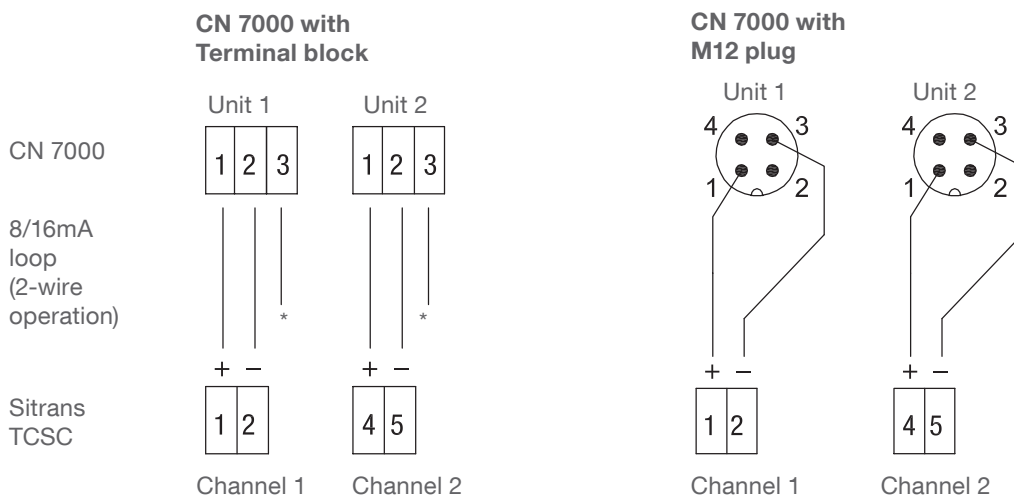 CN 7000 with
Terminal block
CN 7000 with
M12 plug
Unit 1
Unit 2
Unit 1
Unit 2
CN 7000
1 2 3
1 2 3
4 3
1 2
4 3
1 2
8/16mA
loop
(2-wire
operation)
* *
+ −
+ −
+ −
+ −
Sitrans
TCSC
1 2
4 5
1 2
4 5
Channel 1
Channel 2
Channel 1
Channel 2